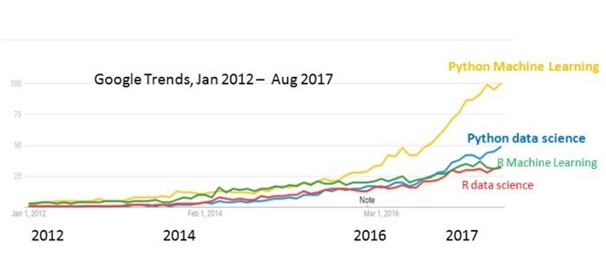 Python Machine Learning
Google Trends, Jan 2012 – Aug 2017
100
75
50
25
Python data science
R Machine Learning
R data science
Note
Jan 1, 2012 Feb 1, 2014 Mar 1, 2016
2012 2014 2016 2017